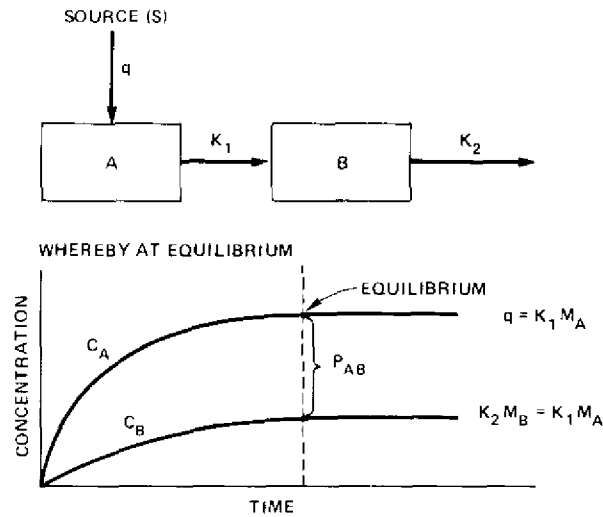 SOURCE (S)
q
A
K1
B
K2
WHEREBY AT EQUILIBRIUM
EQUILIBRIUM
q = K1 MA
CA
PAB
CB
K2 MB = K1 MA
CONCENTRATION
TIME